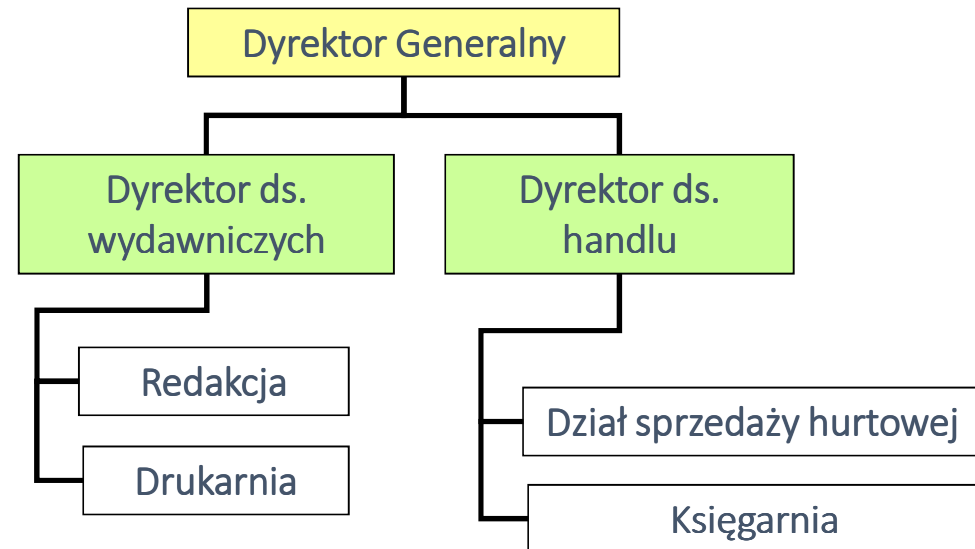 Dyrektor Generalny
Dyrektor ds.
wydawniczych
Dyrektor ds.
handlu
Redakcja
Drukarnia
Dział sprzedaży hurtowej
Księgarnia